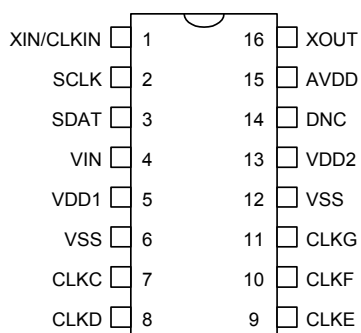 XIN/CLKIN 1 16 XOUT
SCLK 2 15 AVDD
SDAT 3 14 DNC
VIN 4 13 VDD2
VDD1 5 12 VSS
VSS 6 11 CLKG
CLKC 7 10 CLKF
CLKD 8 9 CLKE